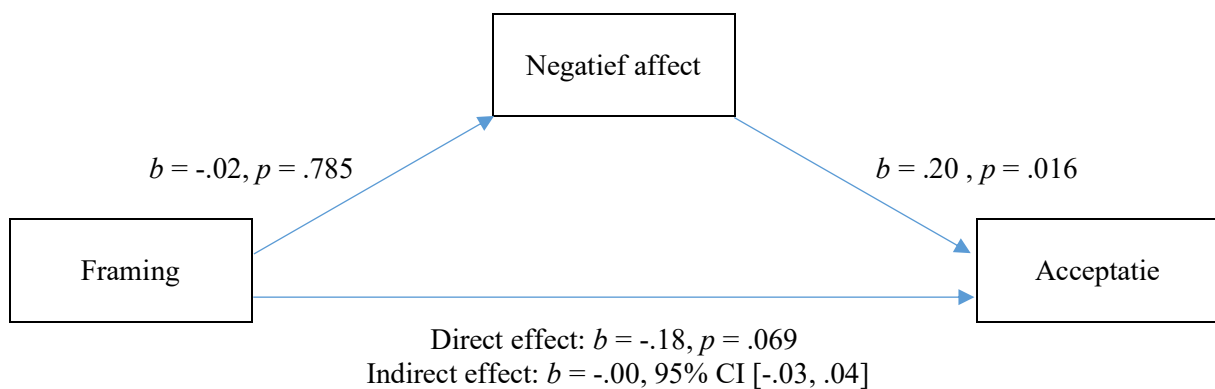 Negatief affect
b = -.02, p = .785
b = .20 , p = .016
Framing
Acceptatie
Direct effect: b = -.18, p = .069
Indirect effect: b = -.00, 95% CI [-.03, .04]